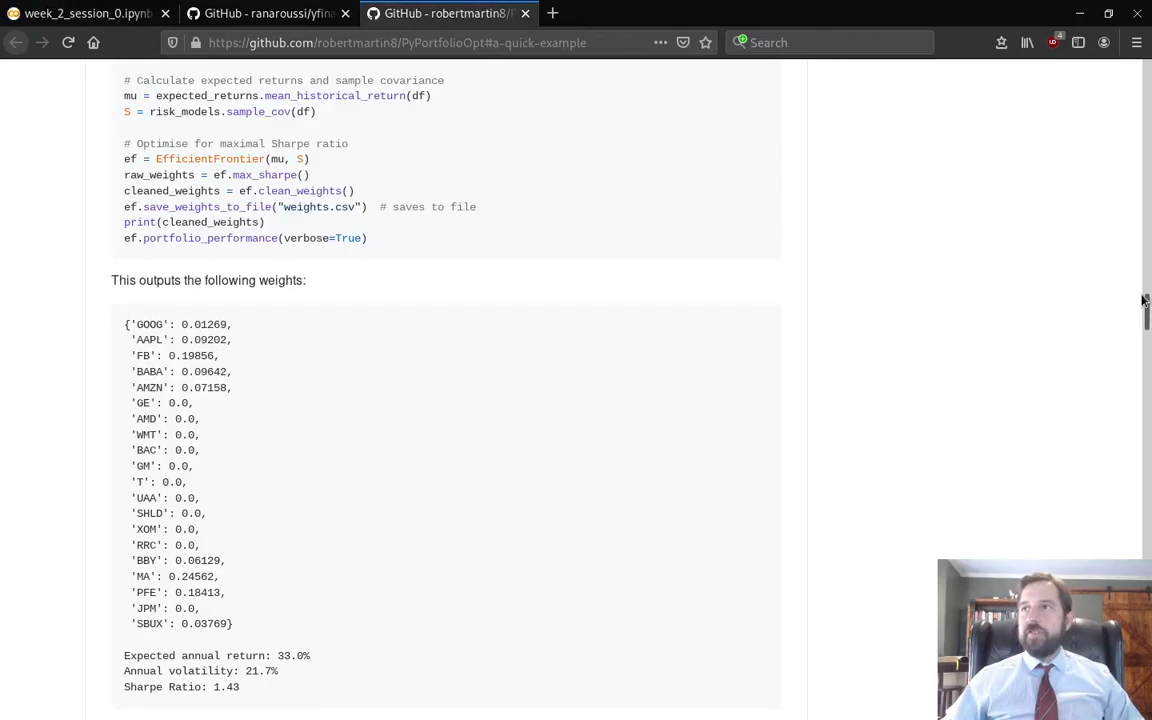 week_2_session_0.ipynb
GitHub - ranaroussi/yfina
GitHub - robertmartin8/P
https://github.com/robertmartin8/PyPortfolioOpt#a-quick-example
Search
4
# Calculate expected returns and sample covariance
mu = expected_returns.mean_historical_return(df)
S = risk_models.sample_cov(df)
# Optimise for maximal Sharpe ratio
ef = EfficientFrontier(mu, S)
raw_weights = ef.max_sharpe()
cleaned_weights = ef.clean_weights()
ef.save_weights_to_file("weights.csv")  # saves to file
print(cleaned_weights)
ef.portfolio_performance(verbose=True)
This outputs the following weights:
{'GOOG': 0.01269,
'AAPL': 0.09202,
'FB': 0.19856,
'BABA': 0.09642,
'AMZN': 0.07158,
'GE': 0.0,
'AMD': 0.0,
'WMT': 0.0,
'BAC': 0.0,
'GM': 0.0,
'T': 0.0,
'UAA': 0.0,
'SHLD': 0.0,
'XOM': 0.0,
'RRC': 0.0,
'BBY': 0.06129,
'MA': 0.24562,
'PFE': 0.18413,
'JPM': 0.0,
'SBUX': 0.03769}
Expected annual return: 33.0%
Annual volatility: 21.7%
Sharpe Ratio: 1.43